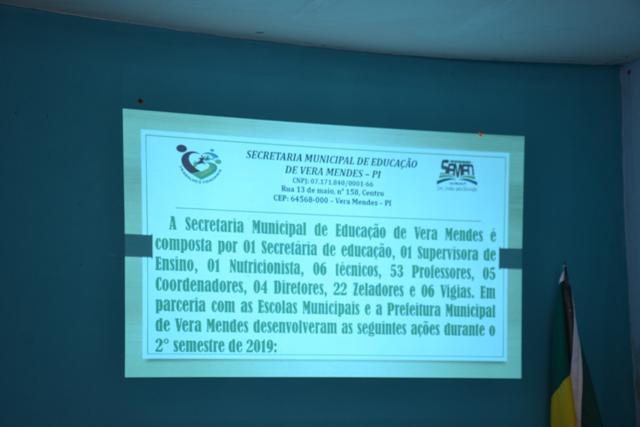 SECRETARIA MUNICIPAL DE EDUCAÇÃO
DE VERA MENDES – PI
CNPJ: 07.171.840/0001-66
Rua 13 de maio, nº 158, Centro
CEP: 64568-000 – Vera Mendes – PI
SEMED
A Secretaria Municipal de Educação de Vera Mendes é
composta por 01 Secretária de educação, 01 Supervisora de
Ensino, 01 Nutricionista, 06 técnicos, 53 Professores, 05
Coordenadores, 04 Diretores, 22 Zeladores e 06 Vigias. Em
parceria com as Escolas Municipais e a Prefeitura Municipal
de Vera Mendes desenvolveram as seguintes ações durante o
2° semestre de 2019: